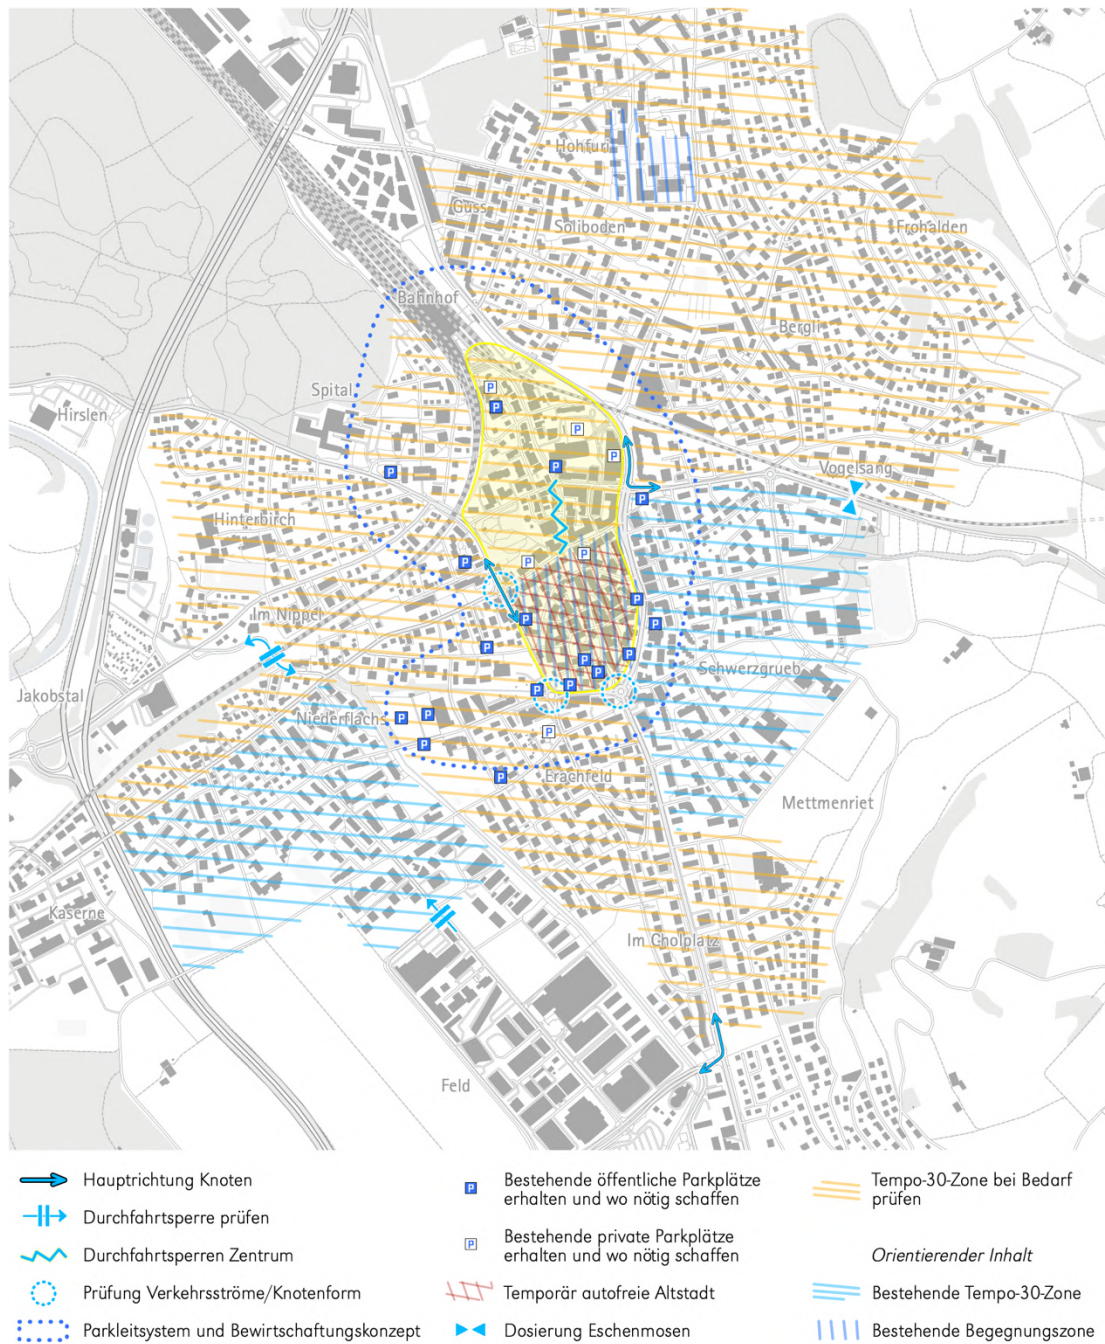 Hohfuri
Guss
Soliboden
Frohalden
Bahnhof
Bergli
Spital
Hirslen
P
P
P
P
Vogelsang
P
P
P
Hinterbirch
P
P
P
P
Im Nippel
P
P
P
P
P
Schwerzgrueb
P
P
P
P
Jakobstal
Niederflachs
P
P
P
P
P
Erachfeld
Mettmenriet
Kaserne
Im Cholplatz
Feld
Hauptrichtung Knoten
Durchfahrtsperre prüfen
Durchfahrtsperren Zentrum
Prüfung Verkehrsströme/Knotenform
Parkleitsystem und Bewirtschaftungskonzept
P Bestehende öffentliche Parkplätze
erhalten und wo nötig schaffen
P Bestehende private Parkplätze
erhalten und wo nötig schaffen
Temporär autofreie Altstadt
Dosierung Eschenmosen
Tempo-30-Zone bei Bedarf
prüfen
Orientierender Inhalt
Bestehende Tempo-30-Zone
Bestehende Begegnungszone